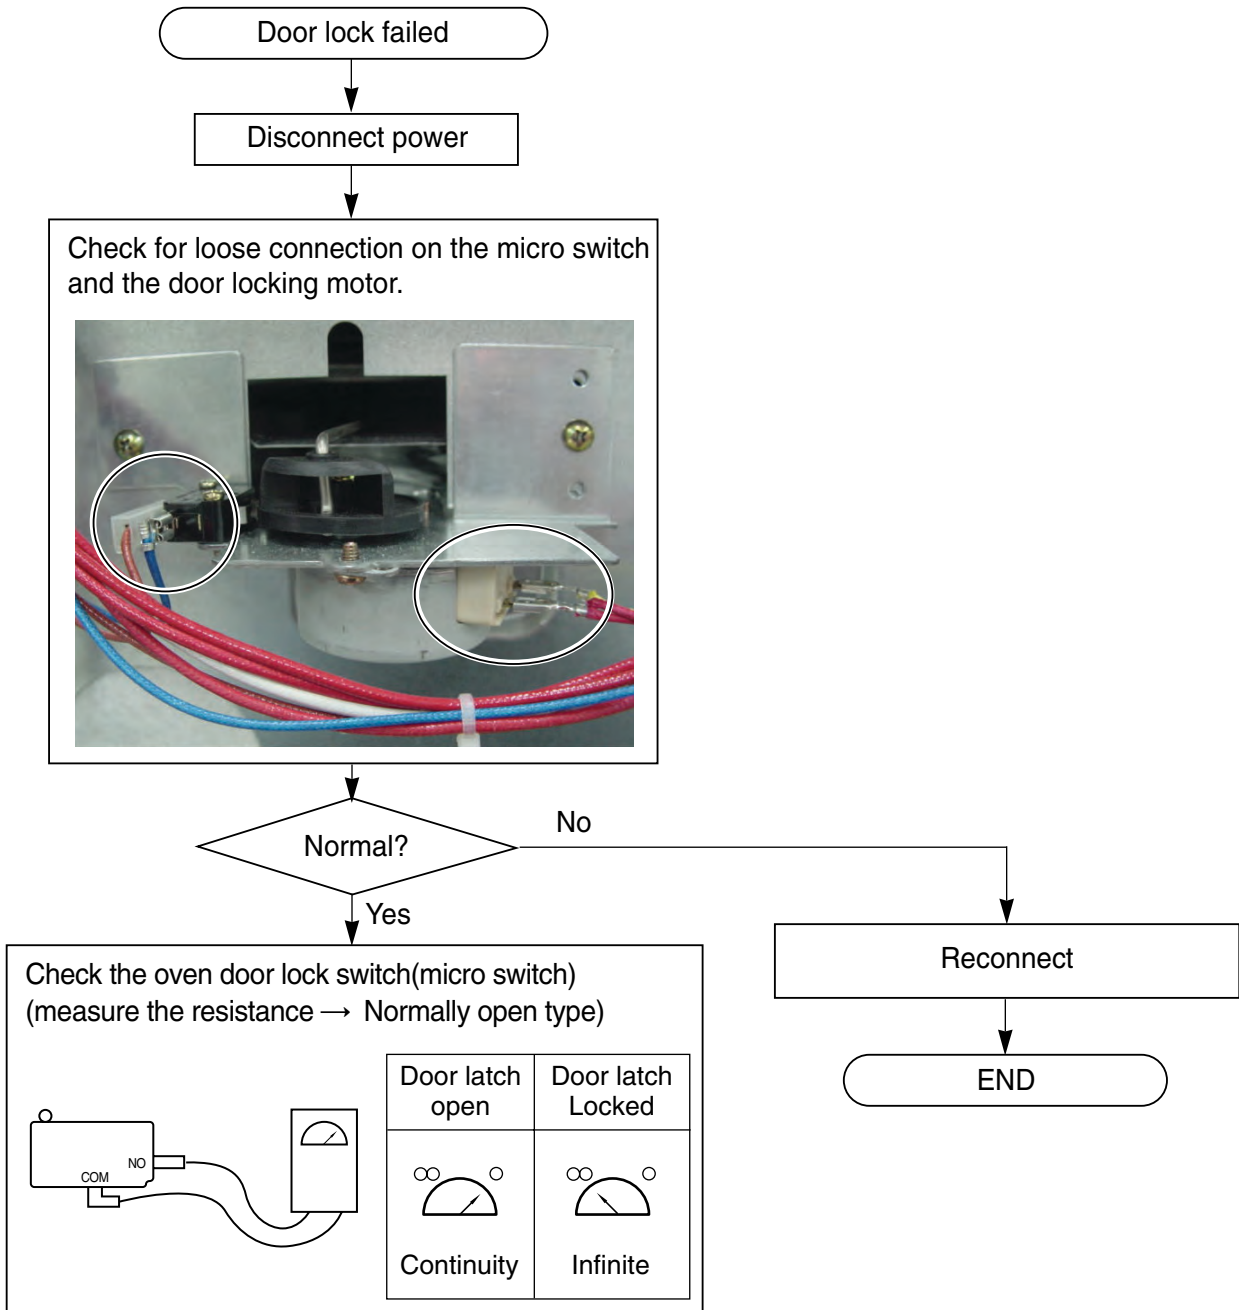 Door lock failed
Disconnect power
Check for loose connection on the micro switch
and the door locking motor.
Normal?
No
Yes
Check the oven door lock switch(micro switch)
(measure the resistance → Normally open type)
NO
COM
Door latch
open
Door latch
Locked
Continuity
Infinite
Reconnect
END